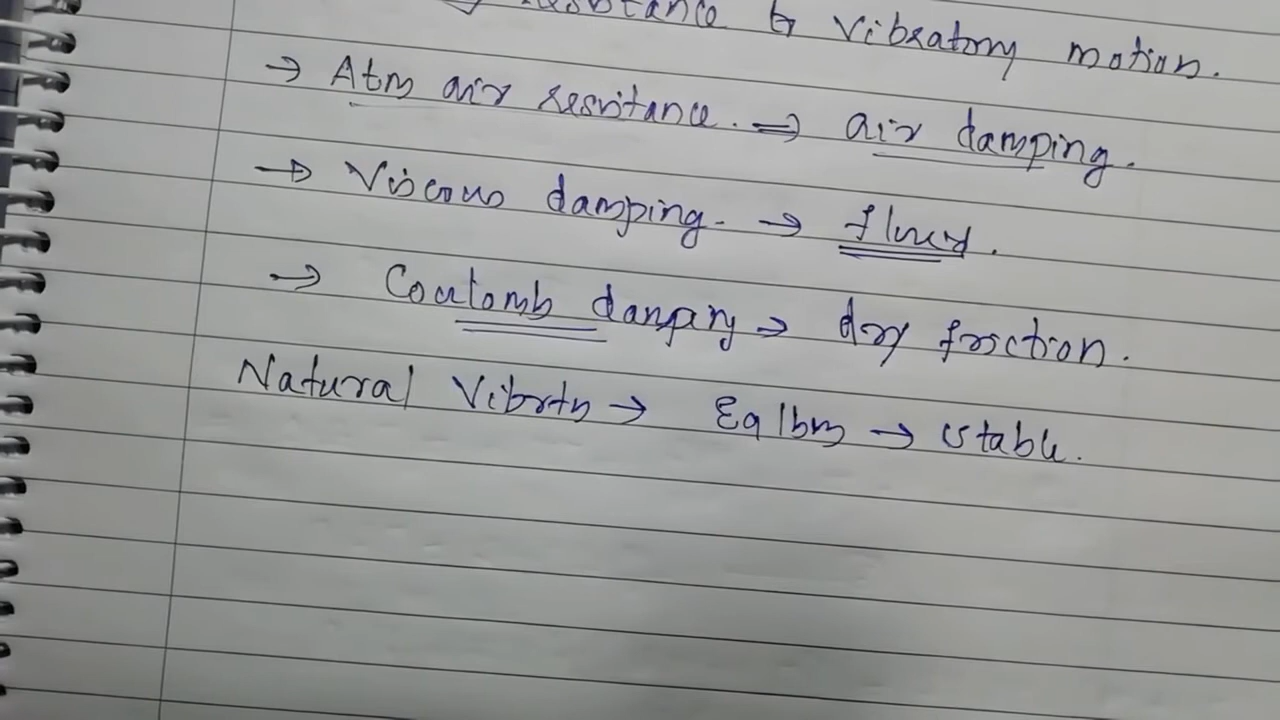 Resistance to Vibratory motion.
→ Atm air resistance. ⇒ air damping.
→ Viscous damping. → fluid.
→ Coulomb damping → dry friction.
Natural Vibrtn → Eqlbm → stable.